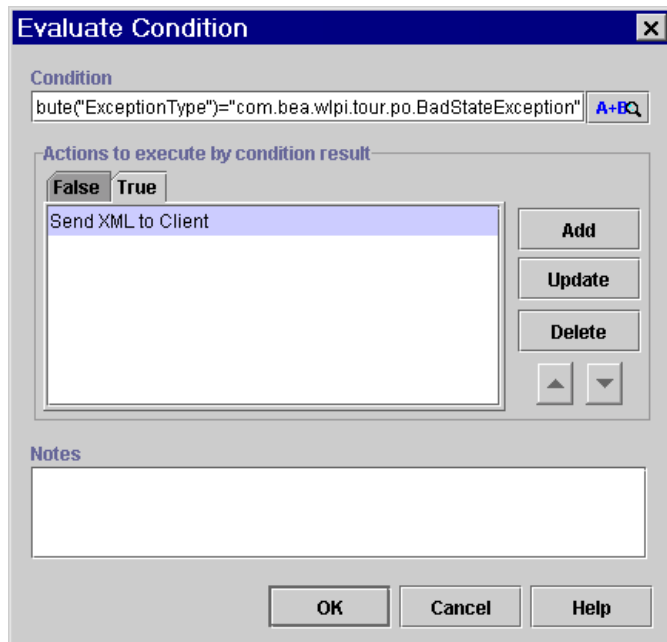 Evaluate Condition
Condition
bute("ExceptionType")="com.bea.wlpi.tour.po.BadStateException"
A+B
Actions to execute by condition result
False True
Send XML to Client
Add
Update
Delete
Notes
OK Cancel Help